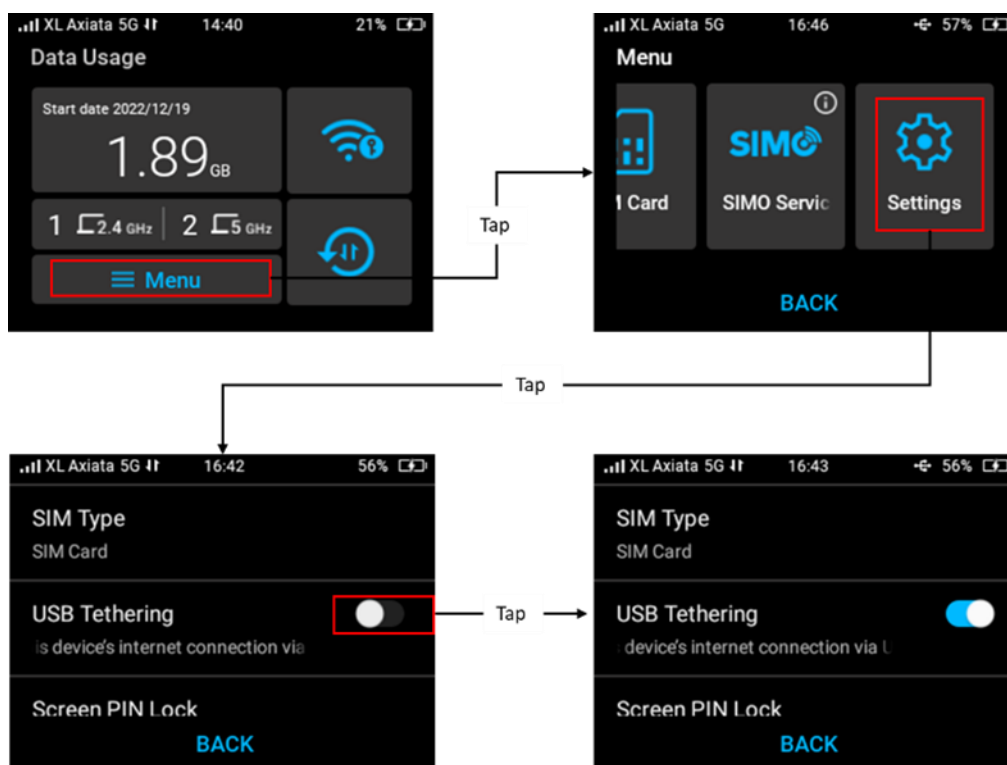 XL Axiata 5G 14:40 21%
Data Usage
Start date 2022/12/19
1.89 GB
1 2.4 GHz 2 5 GHz
Menu
Tap
XL Axiata 5G 16:46 57%
Menu
Card
SIMO
SIMO Servic
Settings
BACK
Tap
XL Axiata 5G 16:42 56%
SIM Type
SIM Card
USB Tethering
is device's internet connection via
Screen PIN Lock
BACK
Tap
XL Axiata 5G 16:43 56%
SIM Type
SIM Card
USB Tethering
device's internet connection via U
Screen PIN Lock
BACK